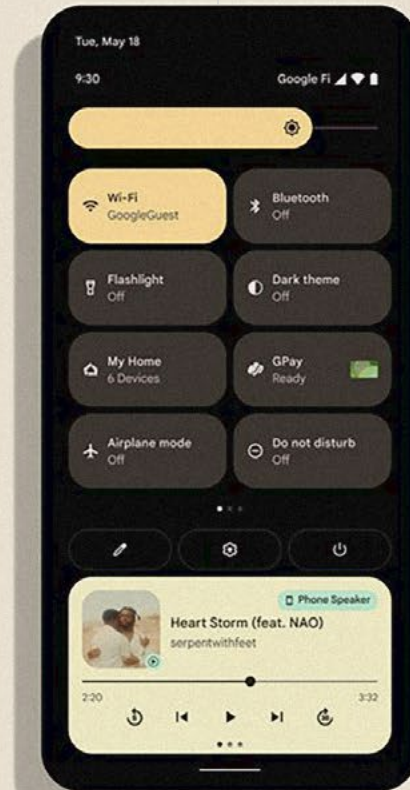 Tue, May 18
9:30 Google Fi
Wi-Fi
GoogleGuest
Bluetooth
Off
Flashlight
Off
Dark theme
Off
My Home
6 Devices
GPay
Ready
Airplane mode
Off
Do not disturb
Off
Phone Speaker
Heart Storm (feat. NAO)
serpentwithfeet
2:20 3:32